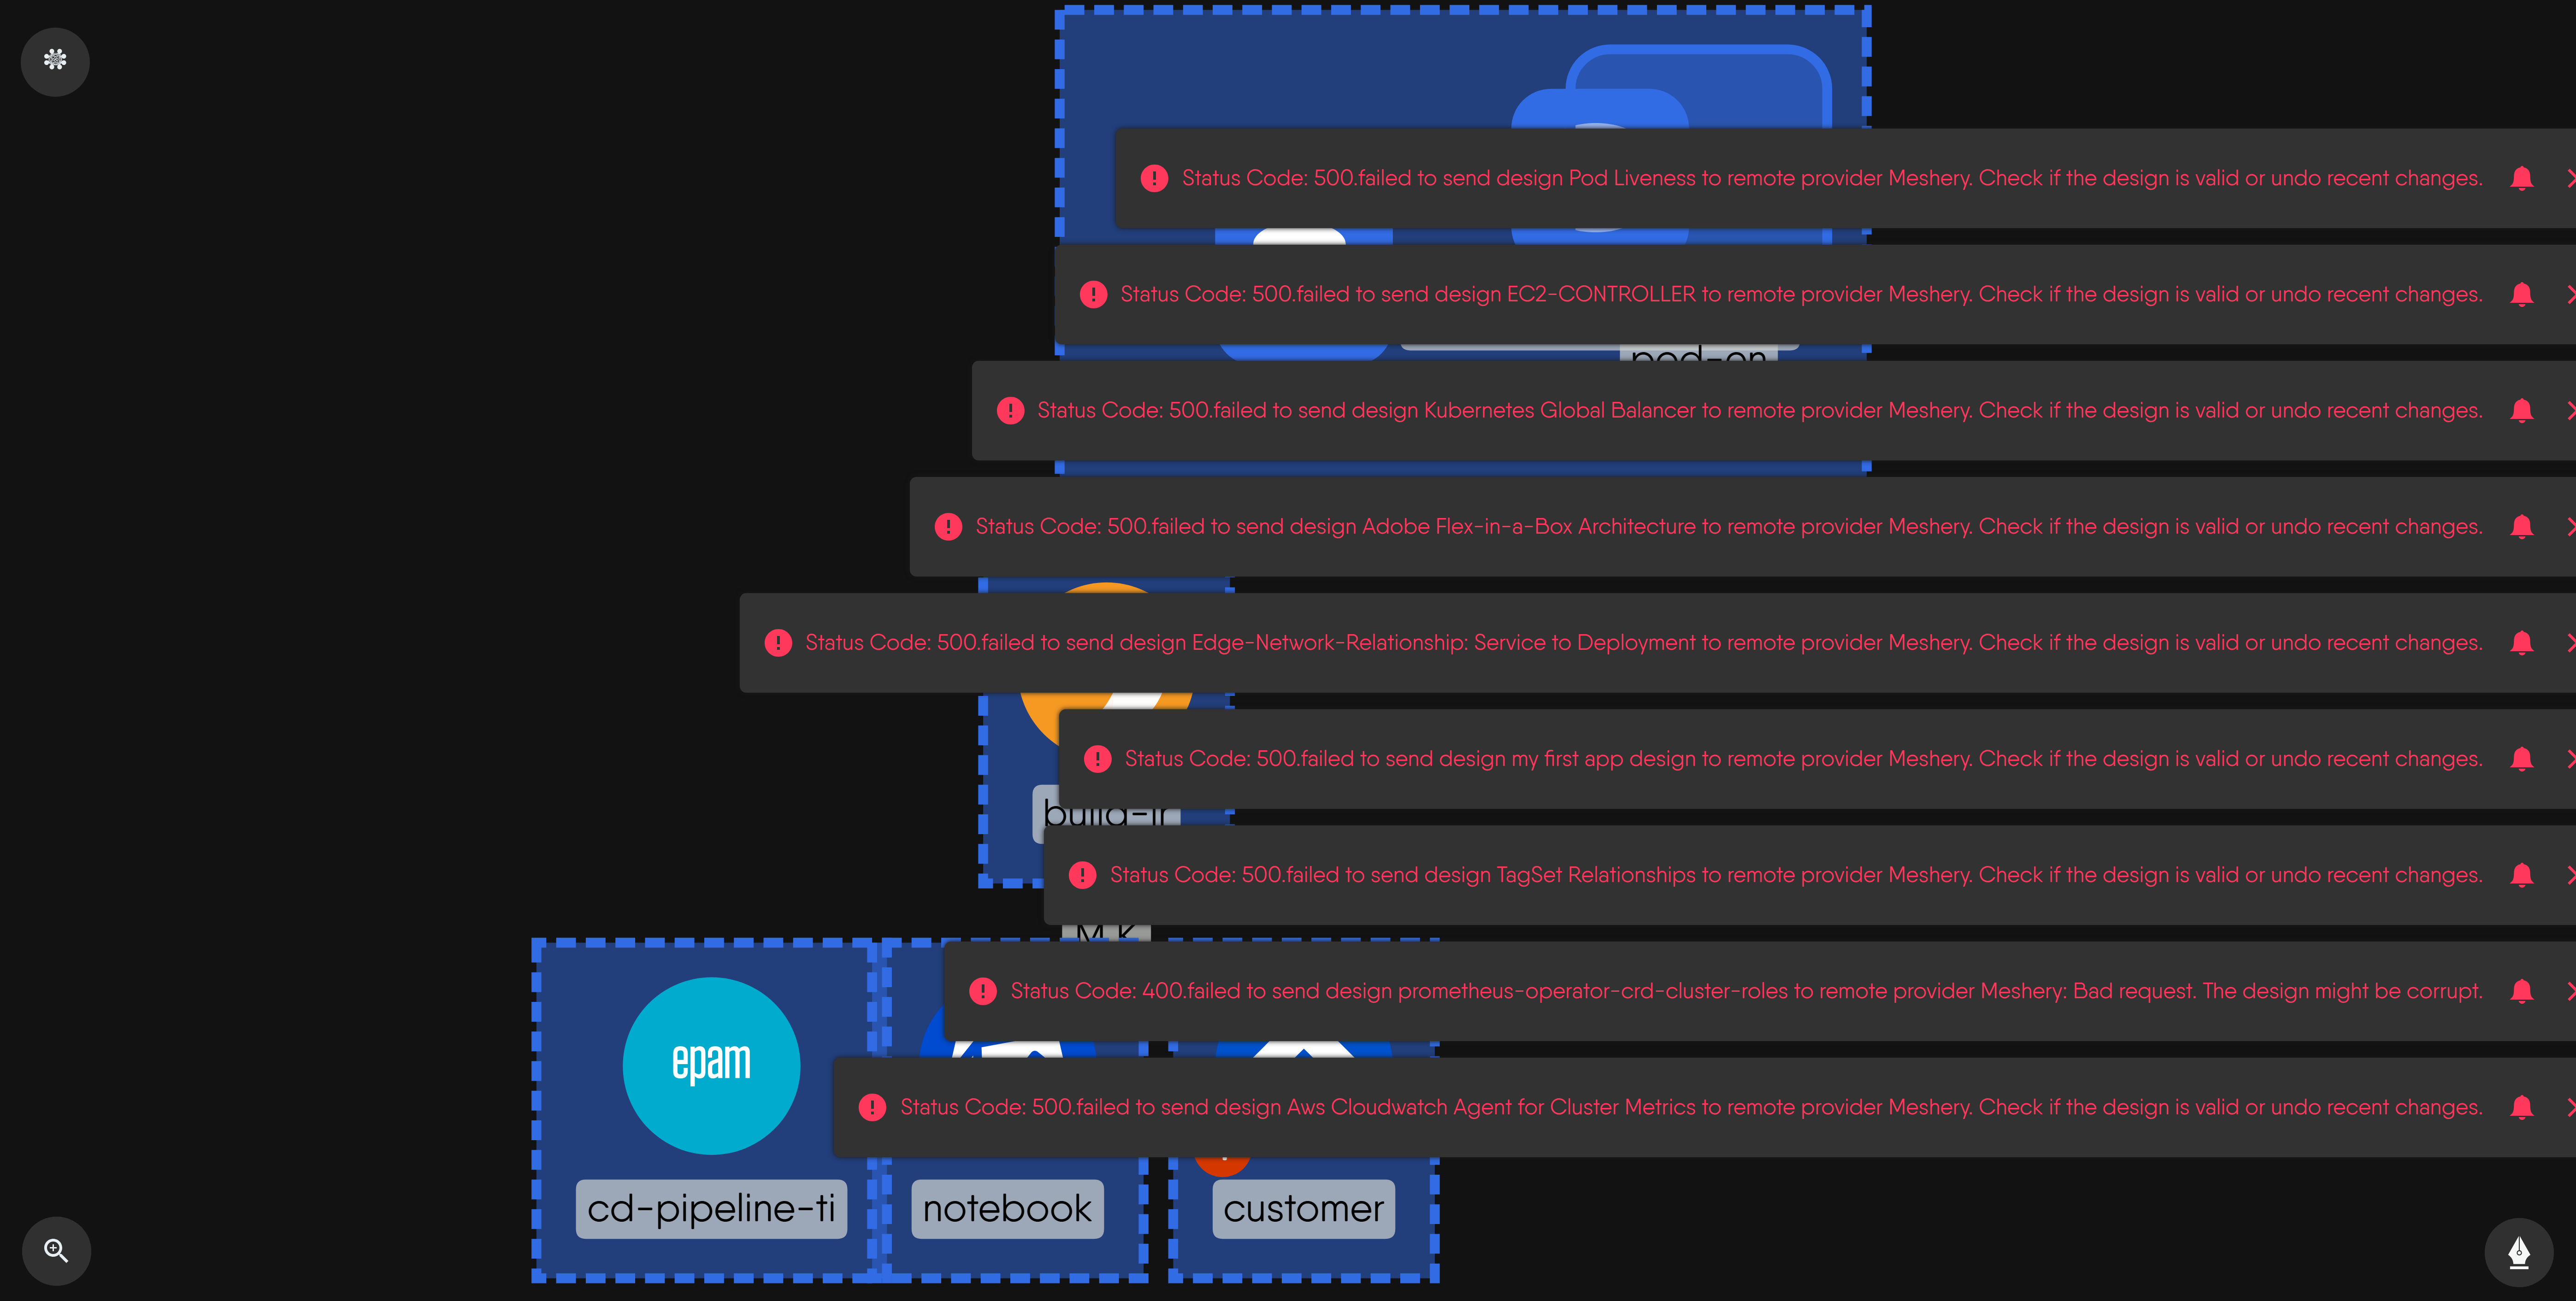 Status Code: 500.failed to send design Pod Liveness to remote provider Meshery. Check if the design is valid or undo recent changes.
Status Code: 500.failed to send design EC2-CONTROLLER to remote provider Meshery. Check if the design is valid or undo recent changes.
pod-en
Status Code: 500.failed to send design Kubernetes Global Balancer to remote provider Meshery. Check if the design is valid or undo recent changes.
Status Code: 500.failed to send design Adobe Flex-in-a-Box Architecture to remote provider Meshery. Check if the design is valid or undo recent changes.
Status Code: 500.failed to send design Edge-Network-Relationship: Service to Deployment to remote provider Meshery. Check if the design is valid or undo recent changes.
Status Code: 500.failed to send design my first app design to remote provider Meshery. Check if the design is valid or undo recent changes.
Status Code: 500.failed to send design TagSet Relationships to remote provider Meshery. Check if the design is valid or undo recent changes.
Status Code: 400.failed to send design prometheus-operator-crd-cluster-roles to remote provider Meshery: Bad request. The design might be corrupt.
epam
Status Code: 500.failed to send design Aws Cloudwatch Agent for Cluster Metrics to remote provider Meshery. Check if the design is valid or undo recent changes.
cd-pipeline-ti
notebook
customer